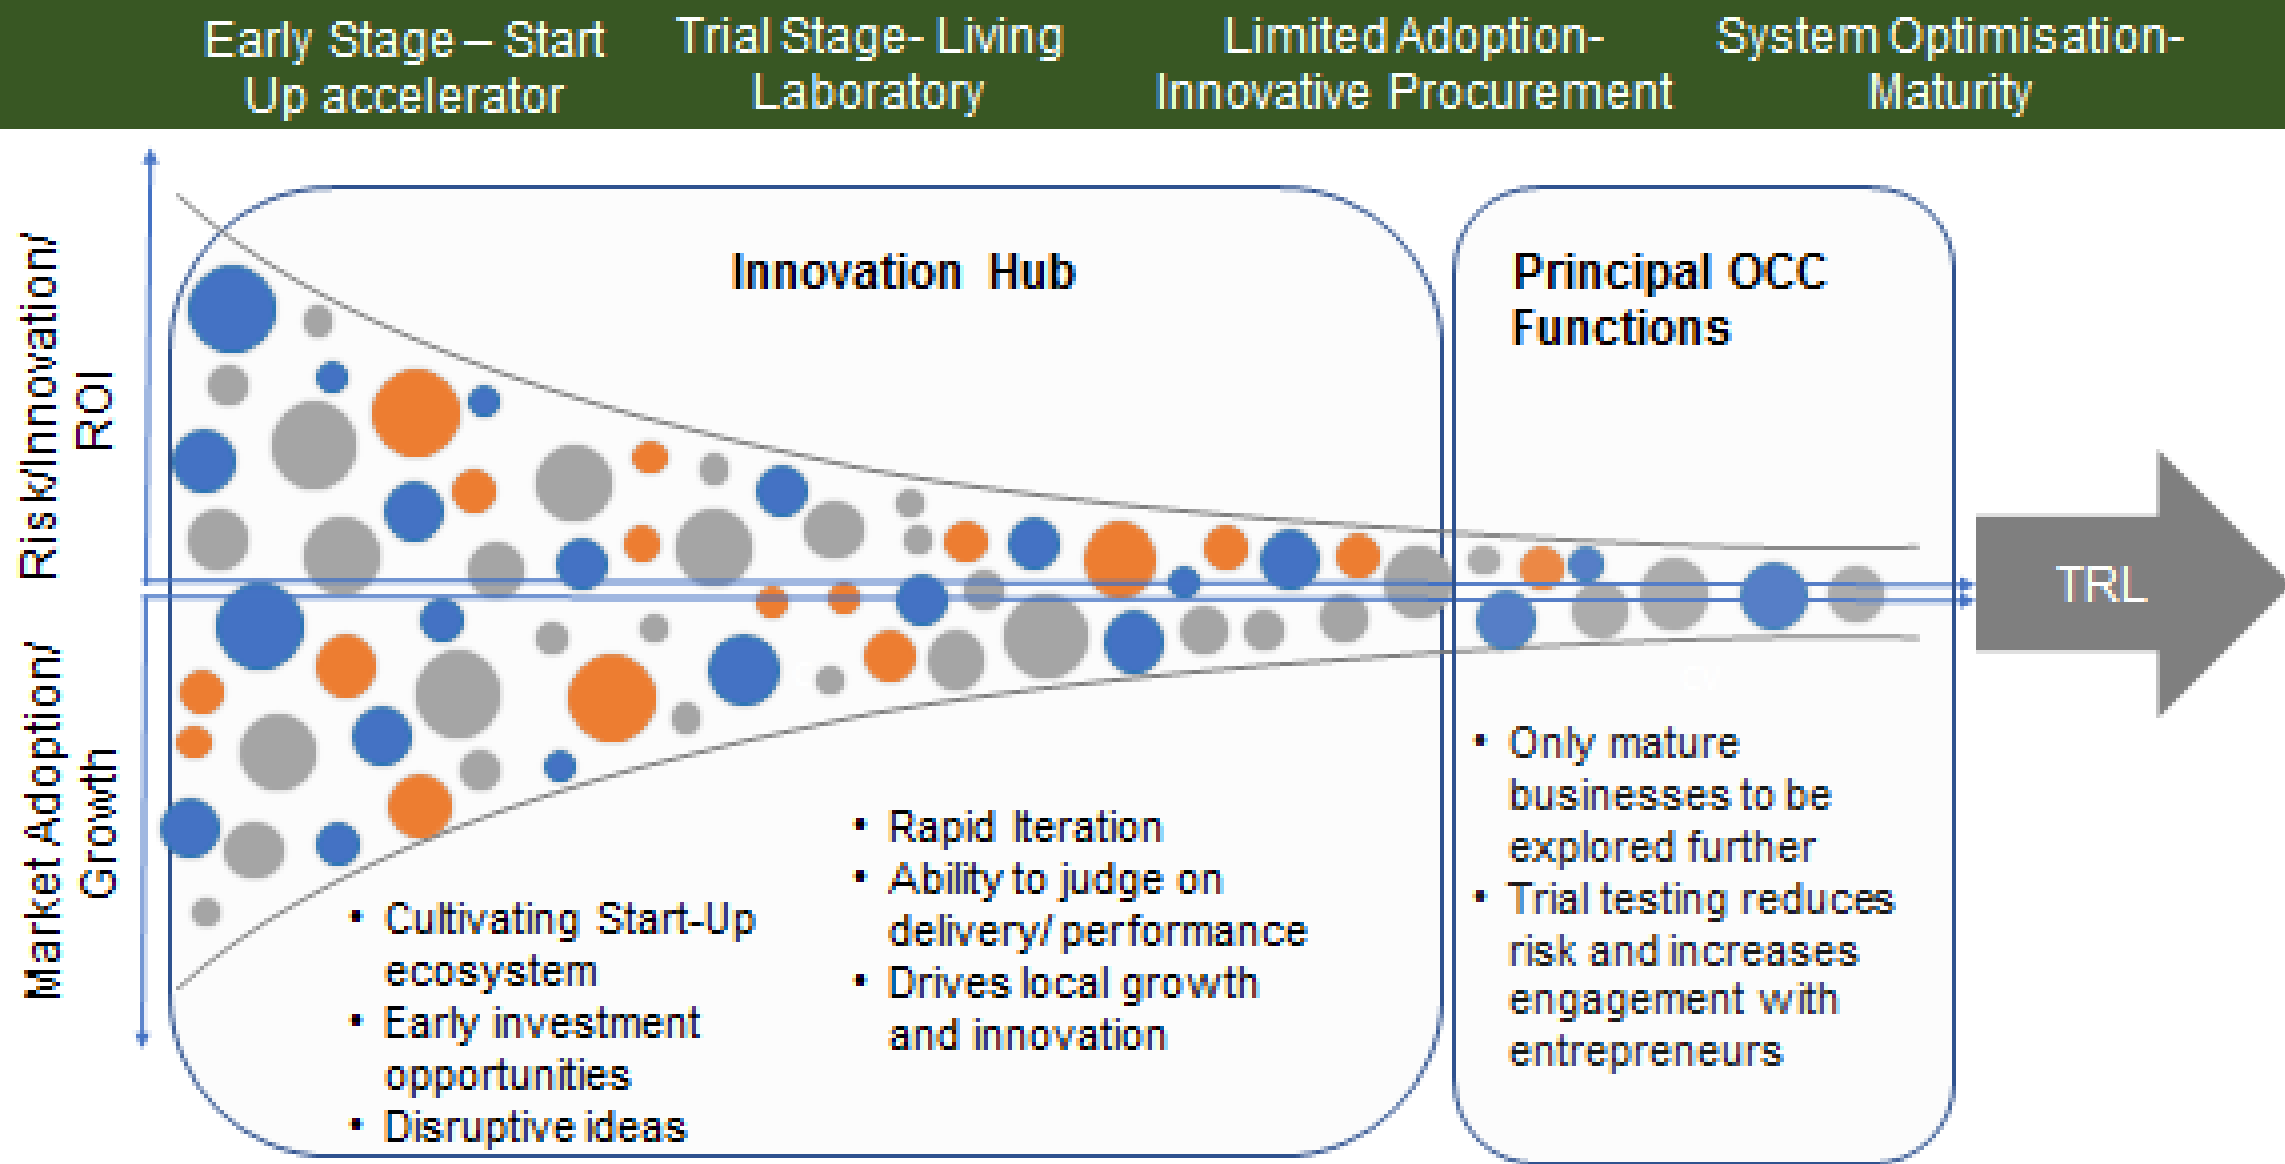 Early Stage – Start
Up accelerator
Trial Stage- Living
Laboratory
Limited Adoption-
Innovative Procurement
System Optimisation-
Maturity
Risk/Innovation/
ROI
Market Adoption/
Growth
Innovation Hub
Principal OCC
Functions
TRL
• Cultivating Start-Up
ecosystem
• Early investment
opportunities
• Disruptive ideas
• Rapid Iteration
• Ability to judge on
delivery/ performance
• Drives local growth
and innovation
• Only mature
businesses to be
explored further
• Trial testing reduces
risk and increases
engagement with
entrepreneurs